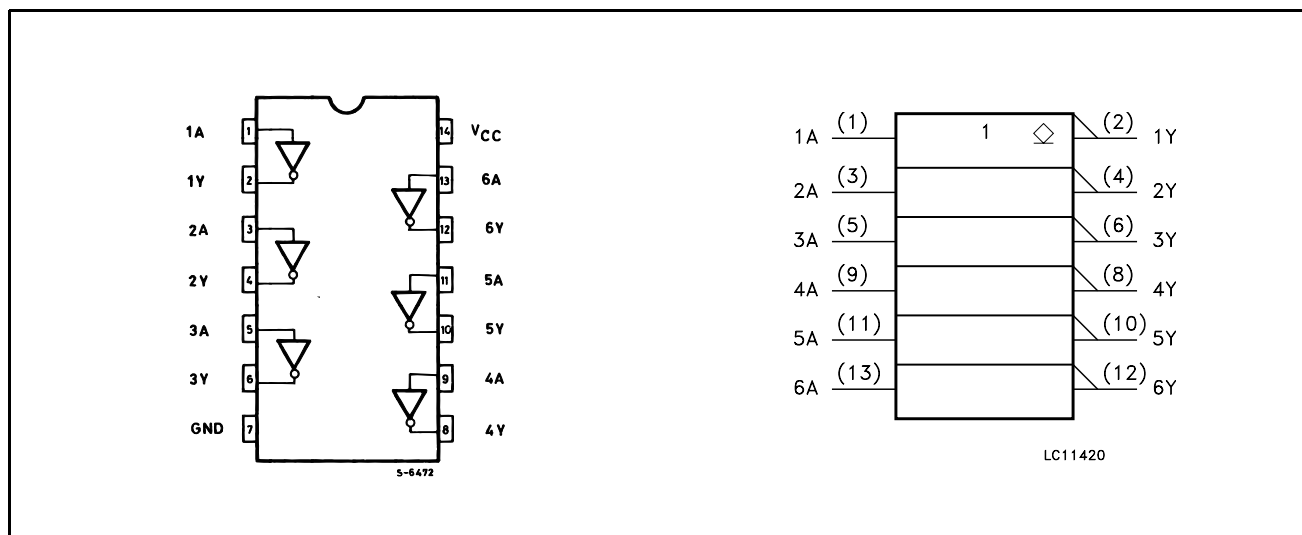 1A 1 14 VCC
1Y 2 13 6A
2A 3 12 6Y
2Y 4 11 5A
3A 5 10 5Y
3Y 6 9 4A
GND 7 8 4Y
S-6472
1A (1) 1 (2) 1Y
2A (3) (4) 2Y
3A (5) (6) 3Y
4A (9) (8) 4Y
5A (11) (10) 5Y
6A (13) (12) 6Y
LC11420